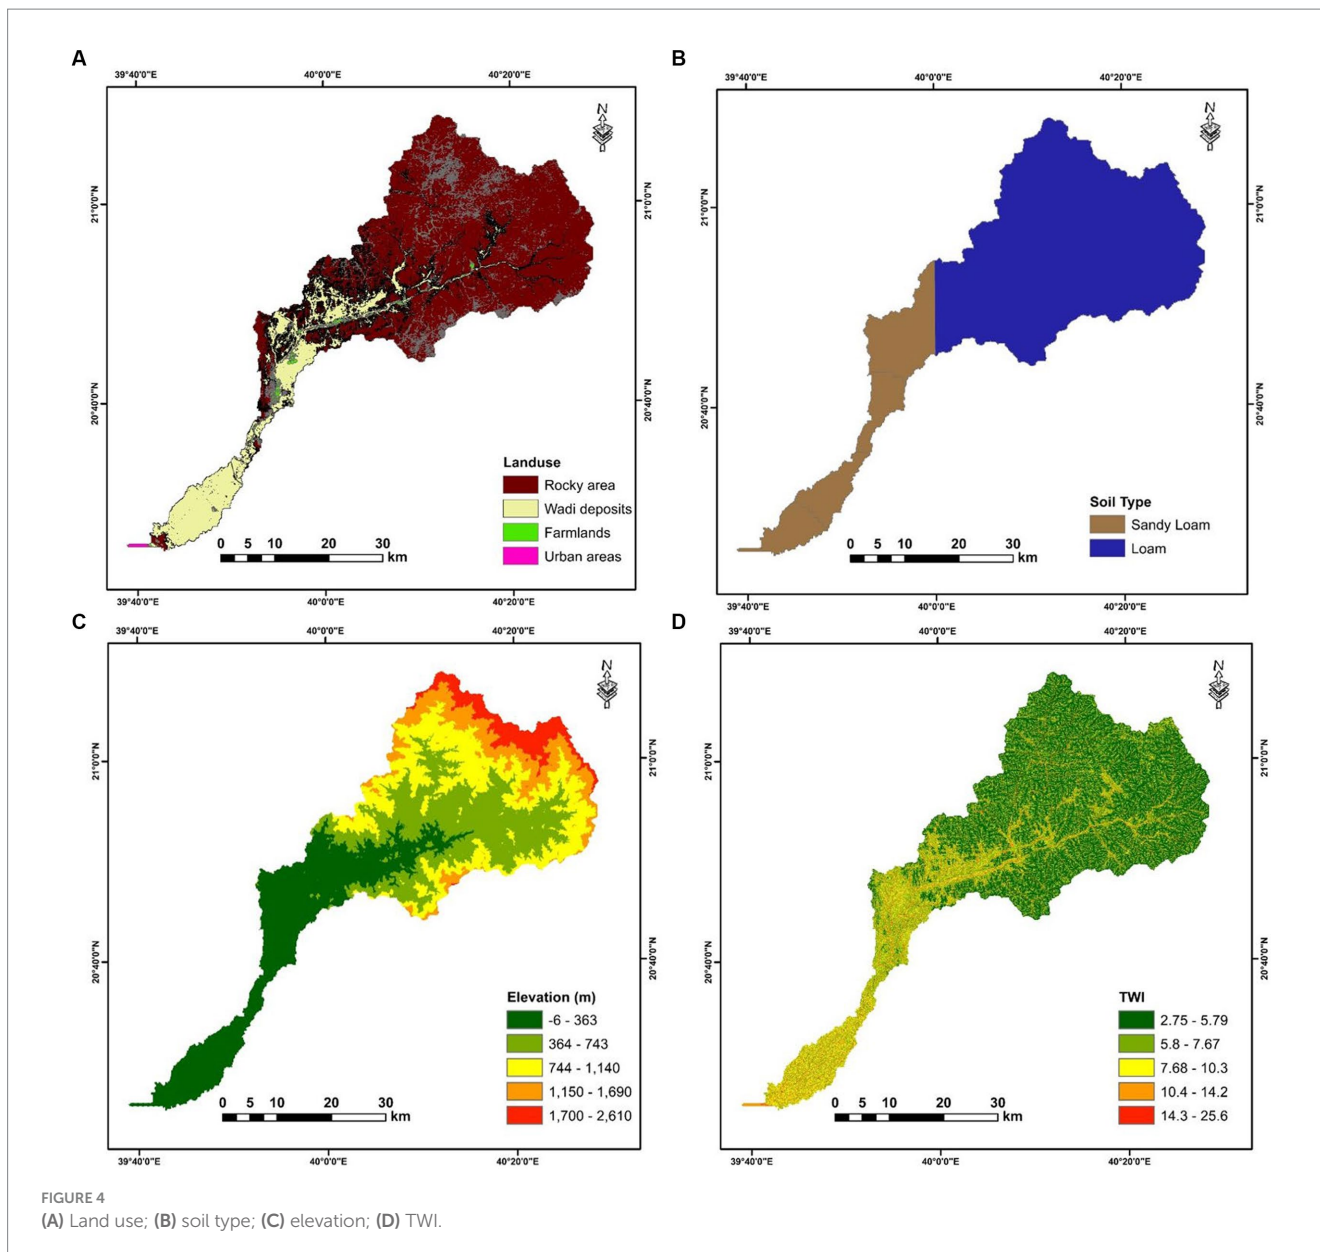 A
39°40'0"E 40°0'0"E 40°20'0"E
N
21°0'0"N
21°0'0"N
20°40'0"N
20°40'0"N
Landuse
Rocky area
Wadi deposits
Farmlands
Urban areas
0 5 10 20 30
km
39°40'0"E 40°0'0"E 40°20'0"E
B
39°40'0"E 40°0'0"E 40°20'0"E
N
21°0'0"N
21°0'0"N
20°40'0"N
20°40'0"N
Soil Type
Sandy Loam
Loam
0 5 10 20 30
km
39°40'0"E 40°0'0"E 40°20'0"E
C
39°40'0"E 40°0'0"E 40°20'0"E
N
21°0'0"N
21°0'0"N
20°40'0"N
20°40'0"N
Elevation (m)
-6 - 363
364 - 743
744 - 1,140
1,150 - 1,690
1,700 - 2,610
0 5 10 20 30
km
39°40'0"E 40°0'0"E 40°20'0"E
D
39°40'0"E 40°0'0"E 40°20'0"E
N
21°0'0"N
21°0'0"N
20°40'0"N
20°40'0"N
TWI
2.75 - 5.79
5.8 - 7.67
7.68 - 10.3
10.4 - 14.2
14.3 - 25.6
0 5 10 20 30
km
39°40'0"E 40°0'0"E 40°20'0"E
FIGURE 4
(A) Land use; (B) soil type; (C) elevation; (D) TWI.